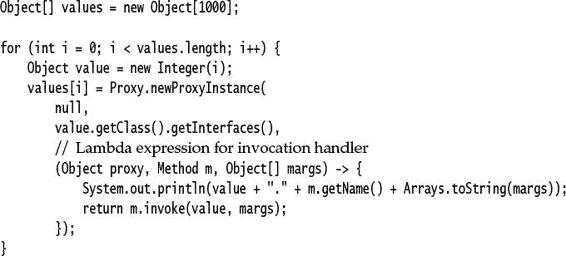 Object[] values = new Object[1000];

for (int i = 0; i < values.length; i++) {
    Object value = new Integer(i);
    values[i] = Proxy.newProxyInstance(
        null,
        value.getClass().getInterfaces(),
        // Lambda expression for invocation handler
        (Object proxy, Method m, Object[] margs) -> {
            System.out.println(value + "." + m.getName() + Arrays.toString(margs));
            return m.invoke(value, margs);
        });
}